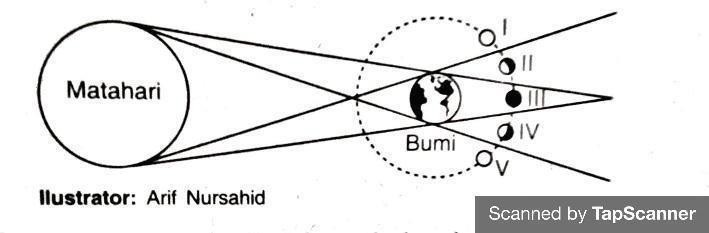 I
II
Matahari
III
IV
Bumi
V
Ilustrator: Arif Nursahid
Scanned by TapScanner